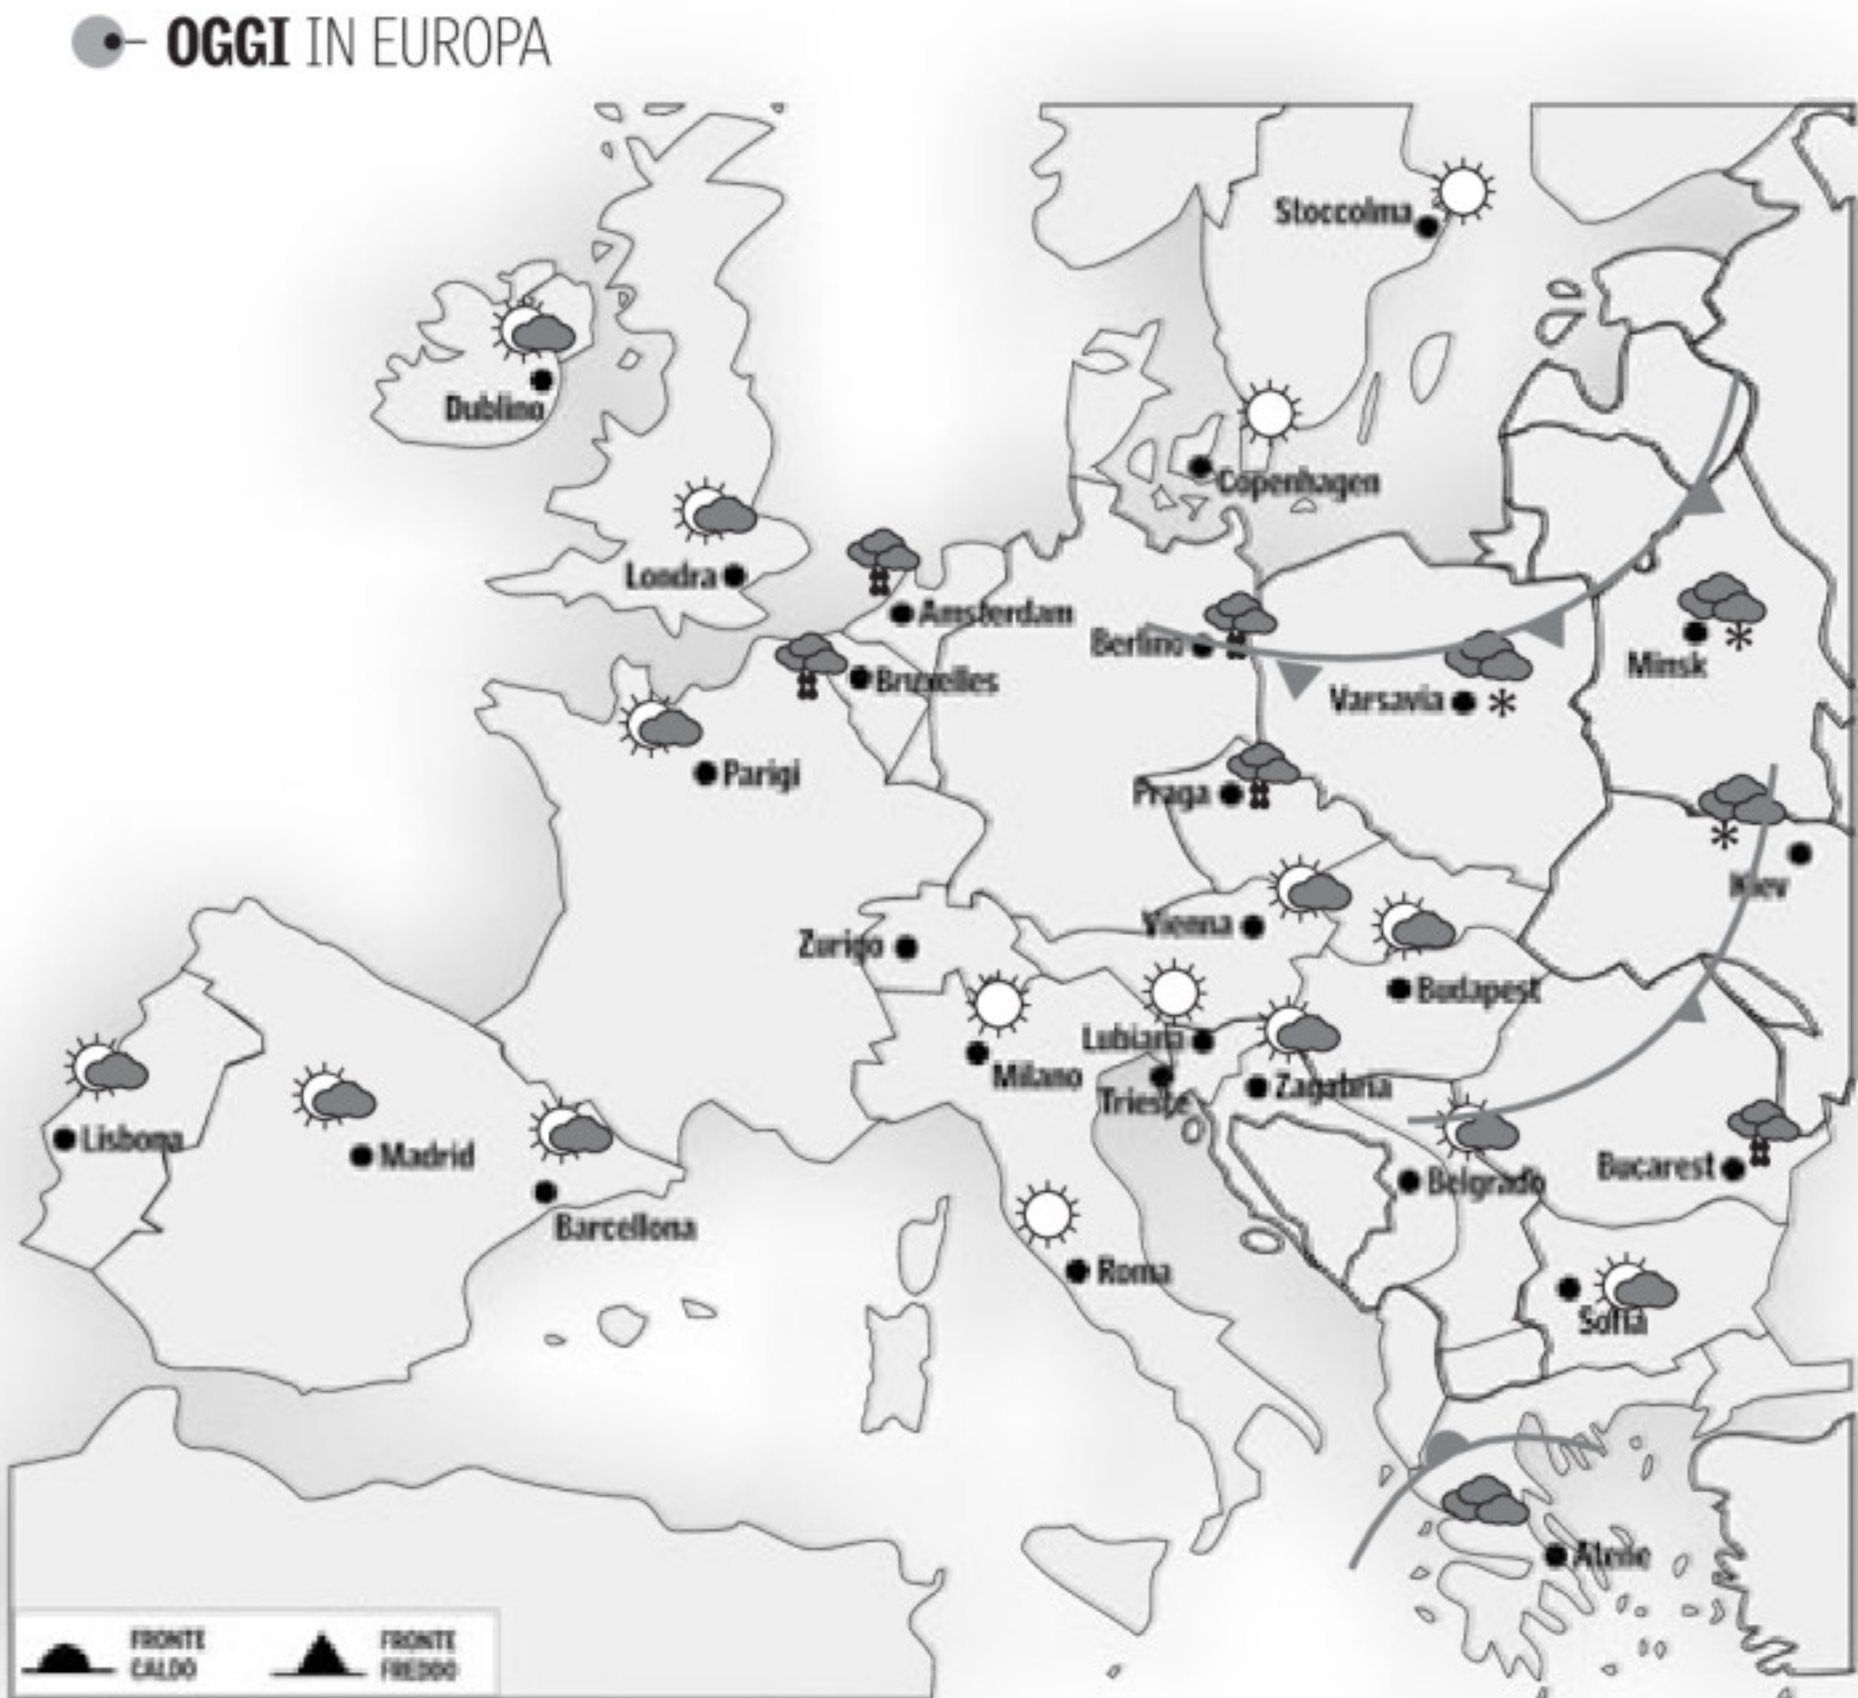 OGGI IN EUROPA
Stoccolma
Dublino
Copenhagen
Londra
Amsterdam
Berlino
Minsk
Bruxelles
Varsavia
Parigi
Praga
Kiev
Vienna
Zurigo
Budapest
Lubiana
Milano
Zagabria
Trieste
Lisbona
Madrid
Bucarest
Belgrado
Barcellona
Roma
Sofia
Atene
FRONTE
CALDO
FRONTE
FREDDO